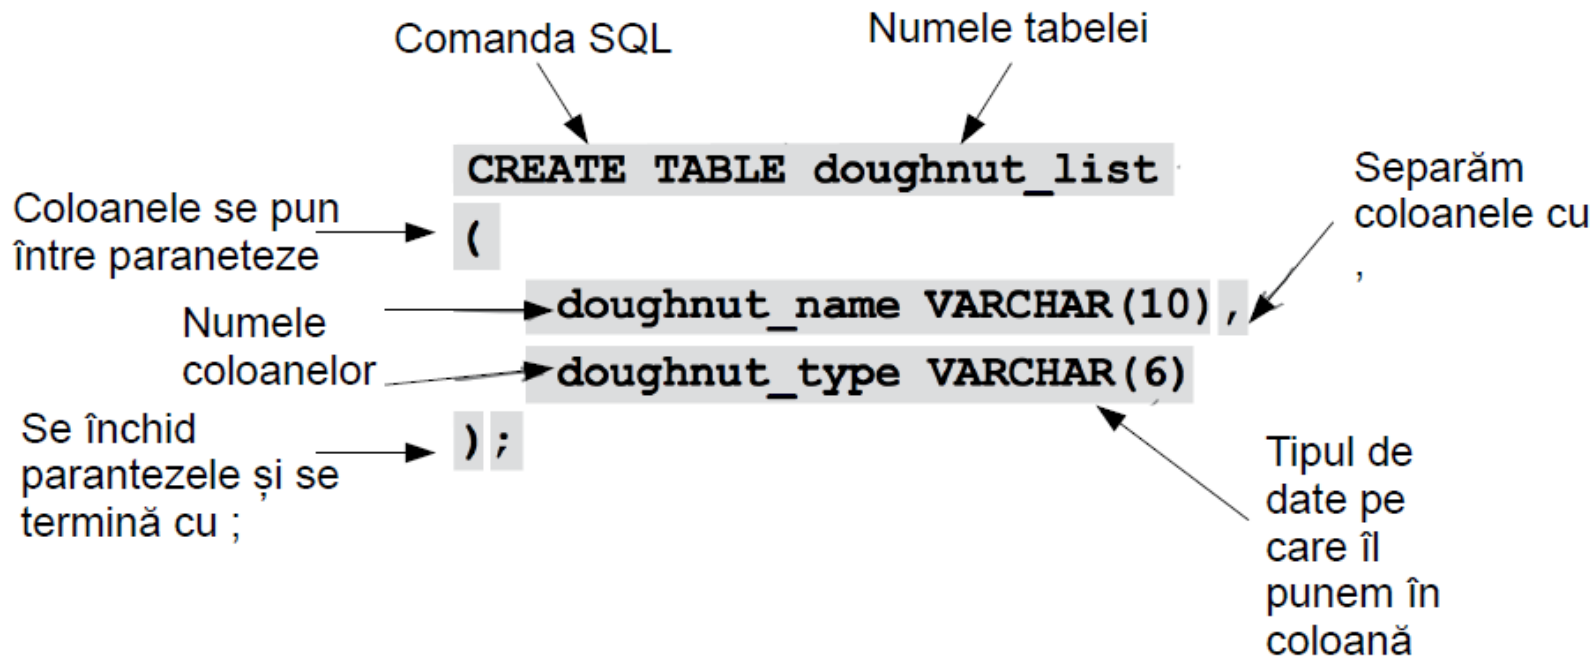 Comanda SQL
Numele tabelei
CREATE TABLE doughnut_list
Separăm
coloanele cu
,
Coloanele se pun
între paraneteze
(
Numele
coloanelor
doughnut_name VARCHAR(10),
doughnut_type VARCHAR(6)
Se închid
parantezele și se
termină cu ;
);
Tipul de
date pe
care îl
punem în
coloană